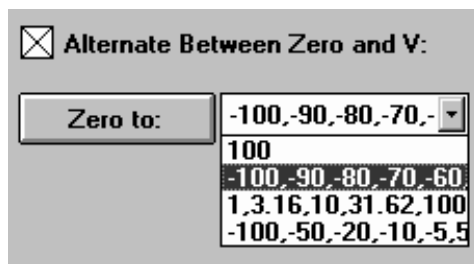 Alternate Between Zero and V:
Zero to: -100,-90,-80,-70,-
100
-100,-90,-80,-70,-60,
1,3.16,10,31.62,100
-100,-50,-20,-10,-5,5